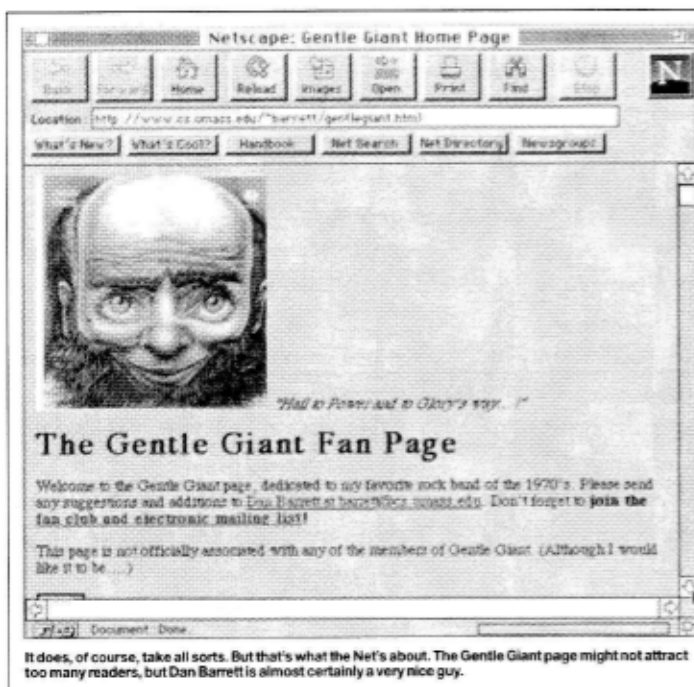 Netscape: Gentle Giant Home Page
Back Forward Home Reload Images Open Print Find Stop
N
Location: http://www.cs.umass.edu/~barrett/gentlegiant.html
What's New? What's Cool? Handbook Net Search Net Directory Newsgroups
"Hail to Power and to Glory's way...!"
The Gentle Giant Fan Page
Welcome to the Gentle Giant page, dedicated to my favorite rock band of the 1970's. Please send
any suggestions and additions to Dan Barrett at barrett@cs.umass.edu. Don't forget to join the
fan club and electronic mailing list!
This page is not officially associated with any of the members of Gentle Giant. (Although I would
like it to be....)
Document: Done.
It does, of course, take all sorts. But that's what the Net's about. The Gentle Giant page might not attract
too many readers, but Dan Barrett is almost certainly a very nice guy.